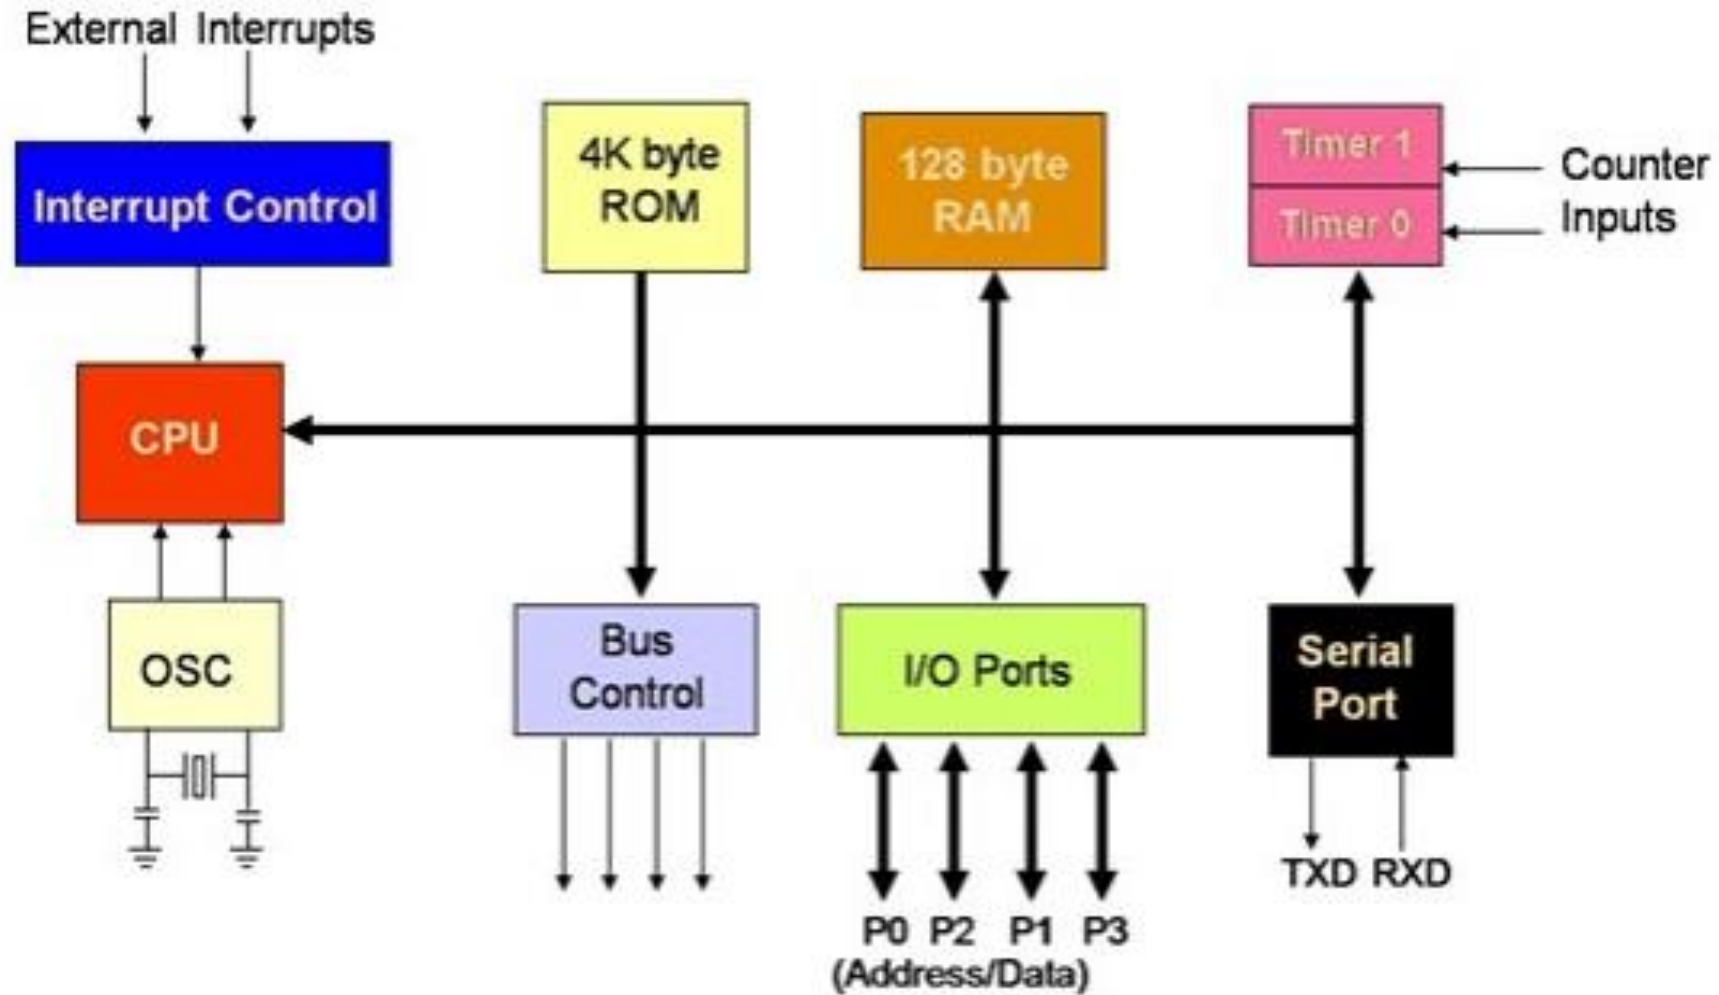 External Interrupts
Interrupt Control
4K byte
ROM
128 byte
RAM
Timer 1
Timer 0
Counter
Inputs
CPU
OSC
Bus
Control
I/O Ports
Serial
Port
TXD RXD
P0 P2 P1 P3
(Address/Data)